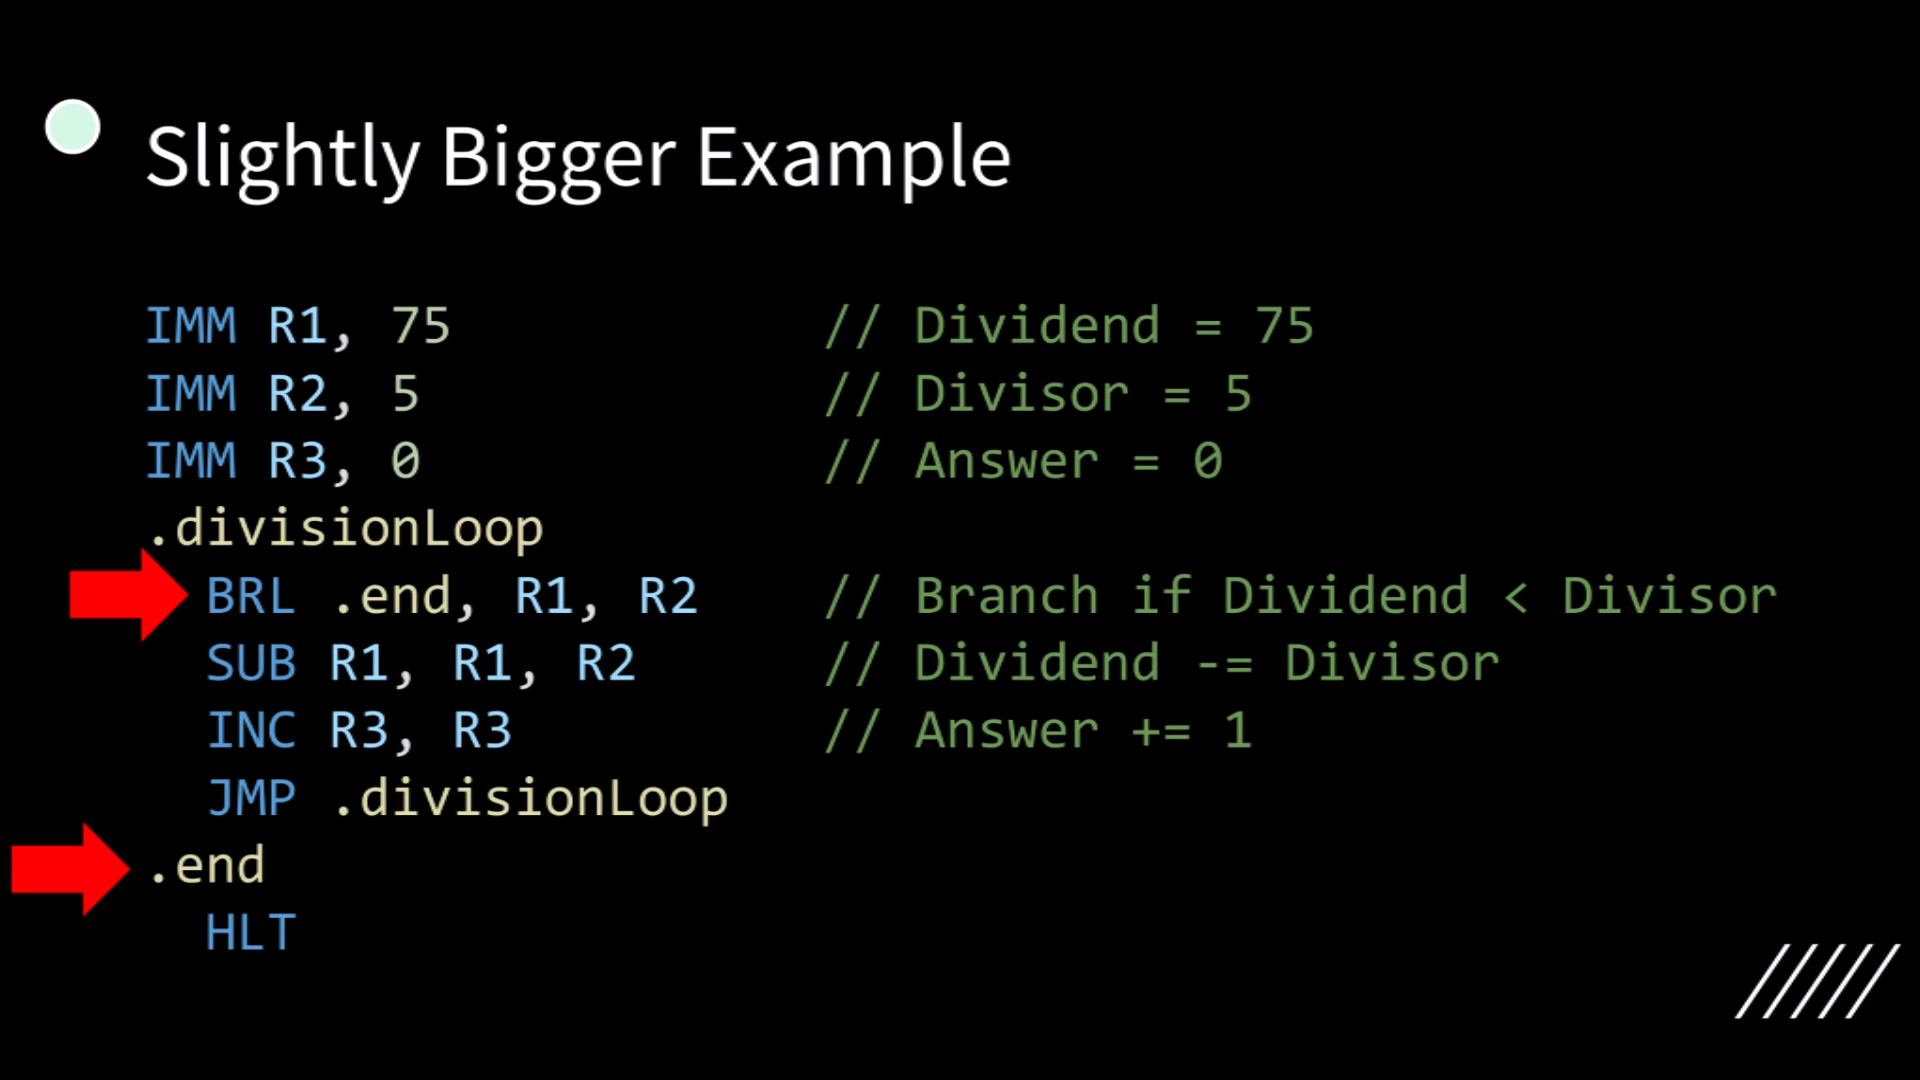 Slightly Bigger Example
IMM R1, 75 // Dividend = 75
IMM R2, 5 // Divisor = 5
IMM R3, 0 // Answer = 0
.divisionLoop
BRL .end, R1, R2 // Branch if Dividend < Divisor
SUB R1, R1, R2 // Dividend -= Divisor
INC R3, R3 // Answer += 1
JMP .divisionLoop
.end
HLT